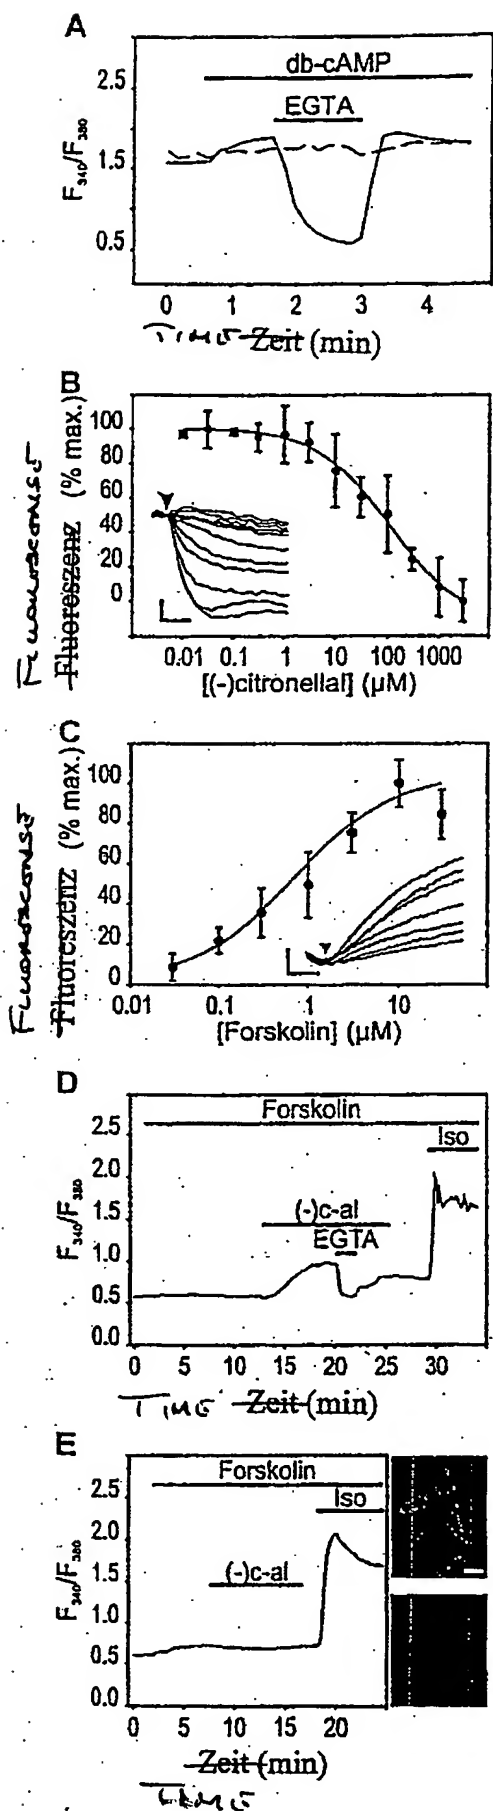 A
db-cAMP
EGTA
F340/F380
2.5
1.5
0.5
0 1 2 3 4
TIME Zeit (min)
B
FLUORESCENSE
Fluoreszenz (% max.)
100
80
60
40
20
0
0.01 0.1 1 10 100 1000
[(-)citronellal] (µM)
C
FLUORESCENSE
Fluoreszenz (% max.)
100
80
60
40
20
0
0.01 0.1 1 10
[Forskolin] (µM)
D
Forskolin
Iso
(-)c-al
EGTA
F340/F380
2.5
2.0
1.5
1.0
0.5
0.0
0 5 10 15 20 25 30
TIME Zeit (min)
E
Forskolin
Iso
(-)c-al
F340/F380
2.5
2.0
1.5
1.0
0.5
0.0
0 5 10 15 20
Zeit (min)
TIME